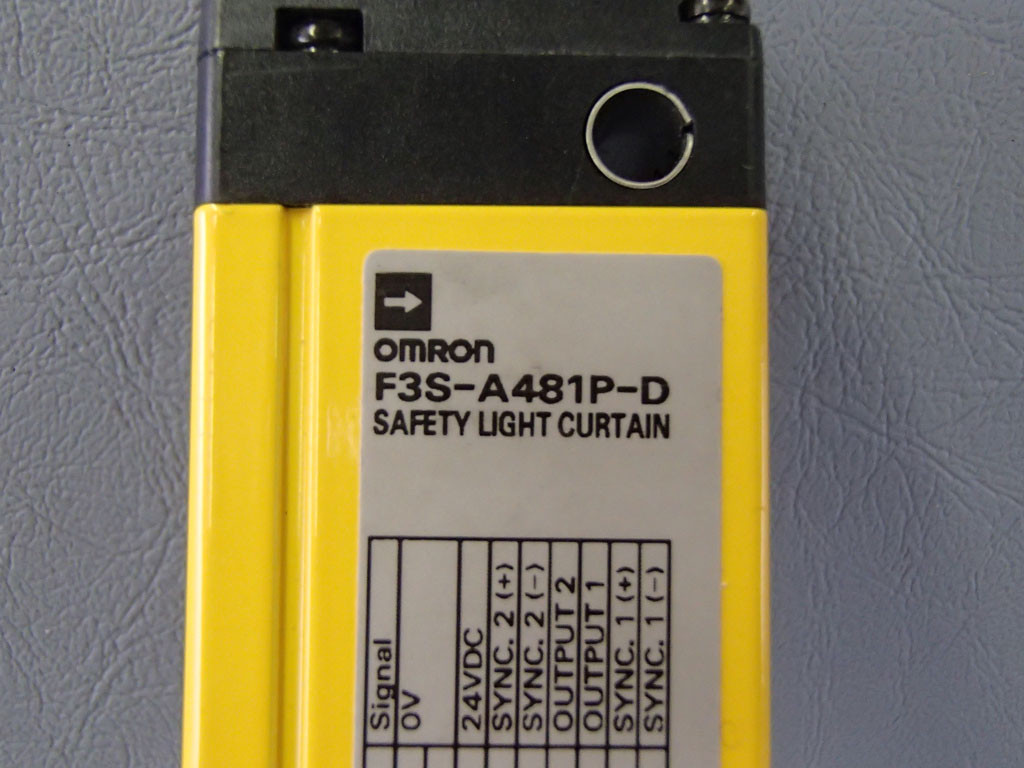 OMRON
F3S-A481P-D
SAFETY LIGHT CURTAIN
Signal
0V
24VDC
SYNC. 2 (+)
SYNC. 2 (-)
OUTPUT 2
OUTPUT 1
SYNC. 1 (+)
SYNC. 1 (-)